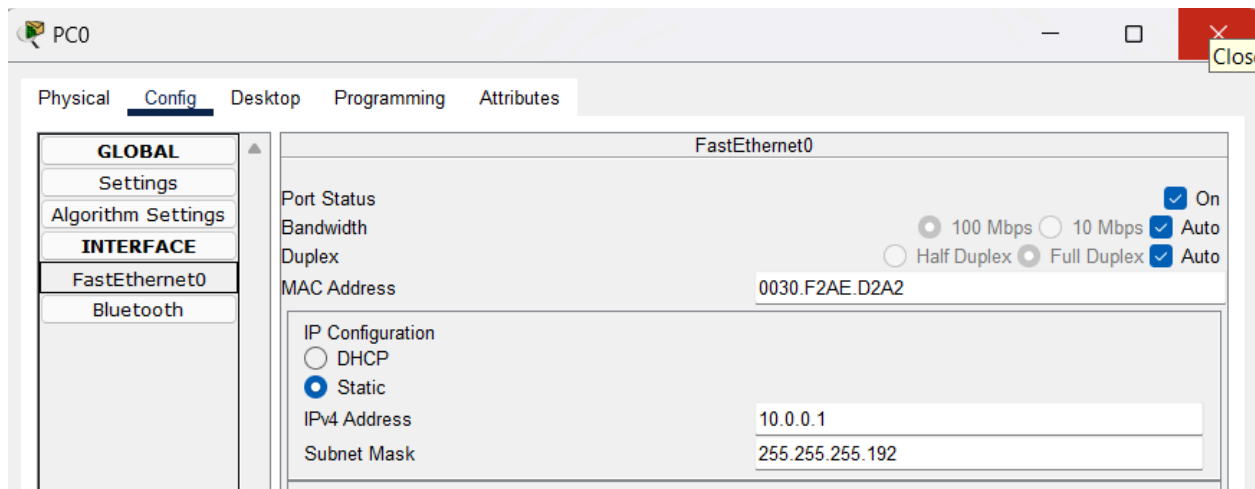 PC0
Close
Physical Config Desktop Programming Attributes
GLOBAL
Settings
Algorithm Settings
INTERFACE
FastEthernet0
Bluetooth
FastEthernet0
Port Status On
Bandwidth 100 Mbps 10 Mbps Auto
Duplex Half Duplex Full Duplex Auto
MAC Address 0030.F2AE.D2A2
IP Configuration
DHCP
Static
IPv4 Address 10.0.0.1
Subnet Mask 255.255.255.192